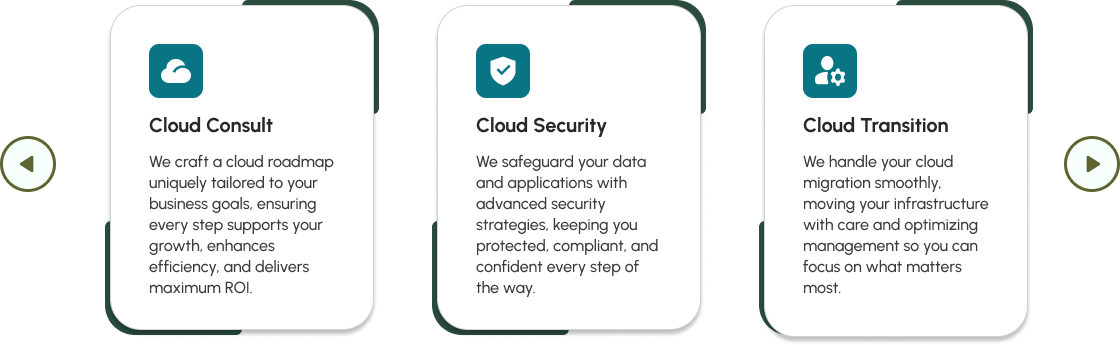 Cloud Consult
We craft a cloud roadmap
uniquely tailored to your
business goals, ensuring
every step supports your
growth, enhances
efficiency, and delivers
maximum ROI.
Cloud Security
We safeguard your data
and applications with
advanced security
strategies, keeping you
protected, compliant, and
confident every step of
the way.
Cloud Transition
We handle your cloud
migration smoothly,
moving your infrastructure
with care and optimizing
management so you can
focus on what matters
most.